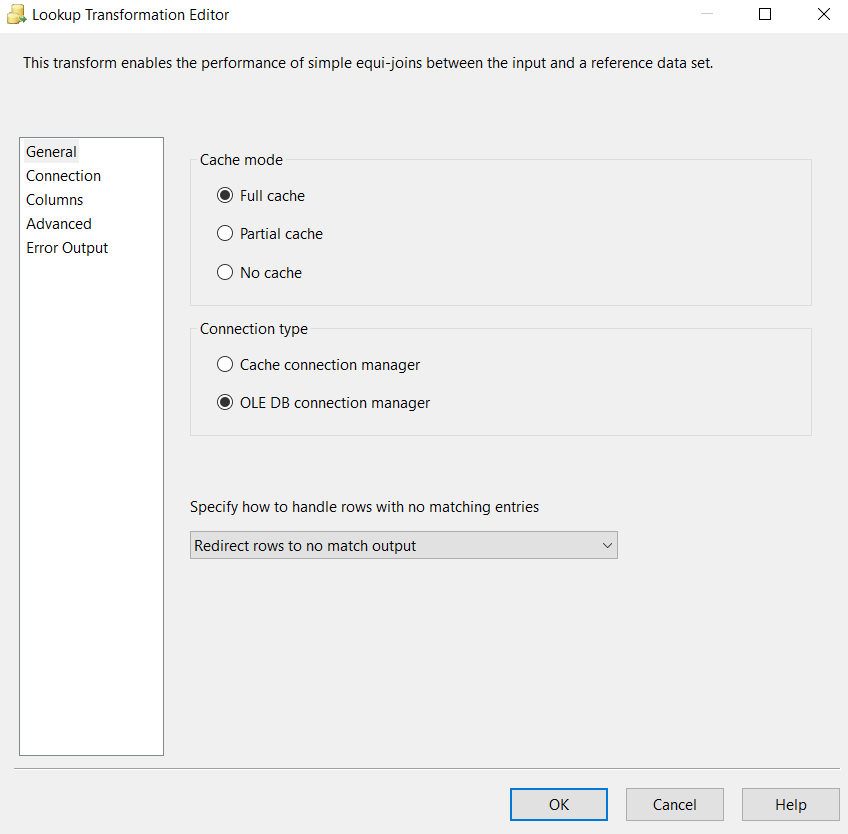 Lookup Transformation Editor
This transform enables the performance of simple equi-joins between the input and a reference data set.
General
Connection
Columns
Advanced
Error Output
Cache mode
Full cache
Partial cache
No cache
Connection type
Cache connection manager
OLE DB connection manager
Specify how to handle rows with no matching entries
Redirect rows to no match output
OK
Cancel
Help